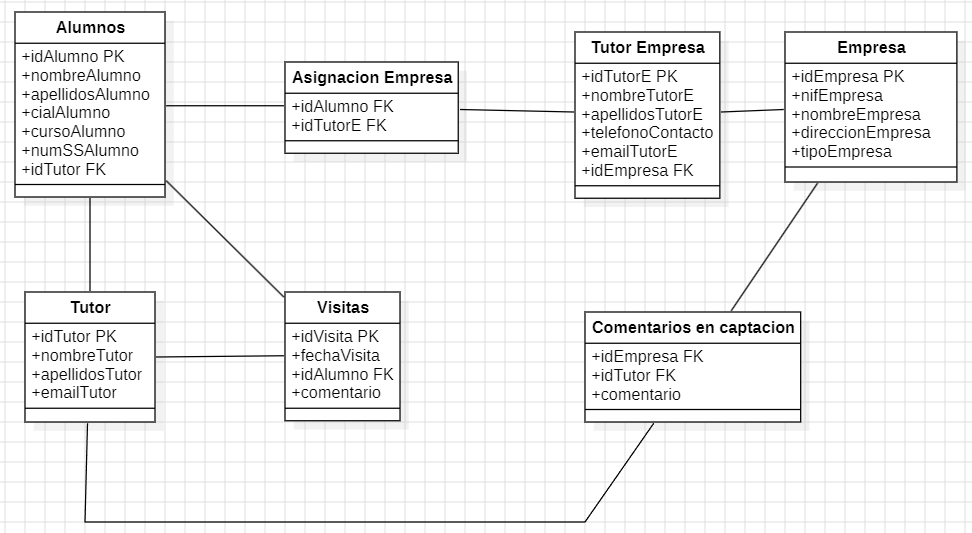 Alumnos
+idAlumno PK
+nombreAlumno
+apellidosAlumno
+cialAlumno
+cursoAlumno
+numSSAlumno
+idTutor FK
Asignacion Empresa
+idAlumno FK
+idTutorE FK
Tutor Empresa
+idTutorE PK
+nombreTutorE
+apellidosTutorE
+telefonoContacto
+emailTutorE
+idEmpresa FK
Empresa
+idEmpresa PK
+nifEmpresa
+nombreEmpresa
+direccionEmpresa
+tipoEmpresa
Tutor
+idTutor PK
+nombreTutor
+apellidosTutor
+emailTutor
Visitas
+idVisita PK
+fechaVisita
+idAlumno FK
+comentario
Comentarios en captacion
+idEmpresa FK
+idTutor FK
+comentario